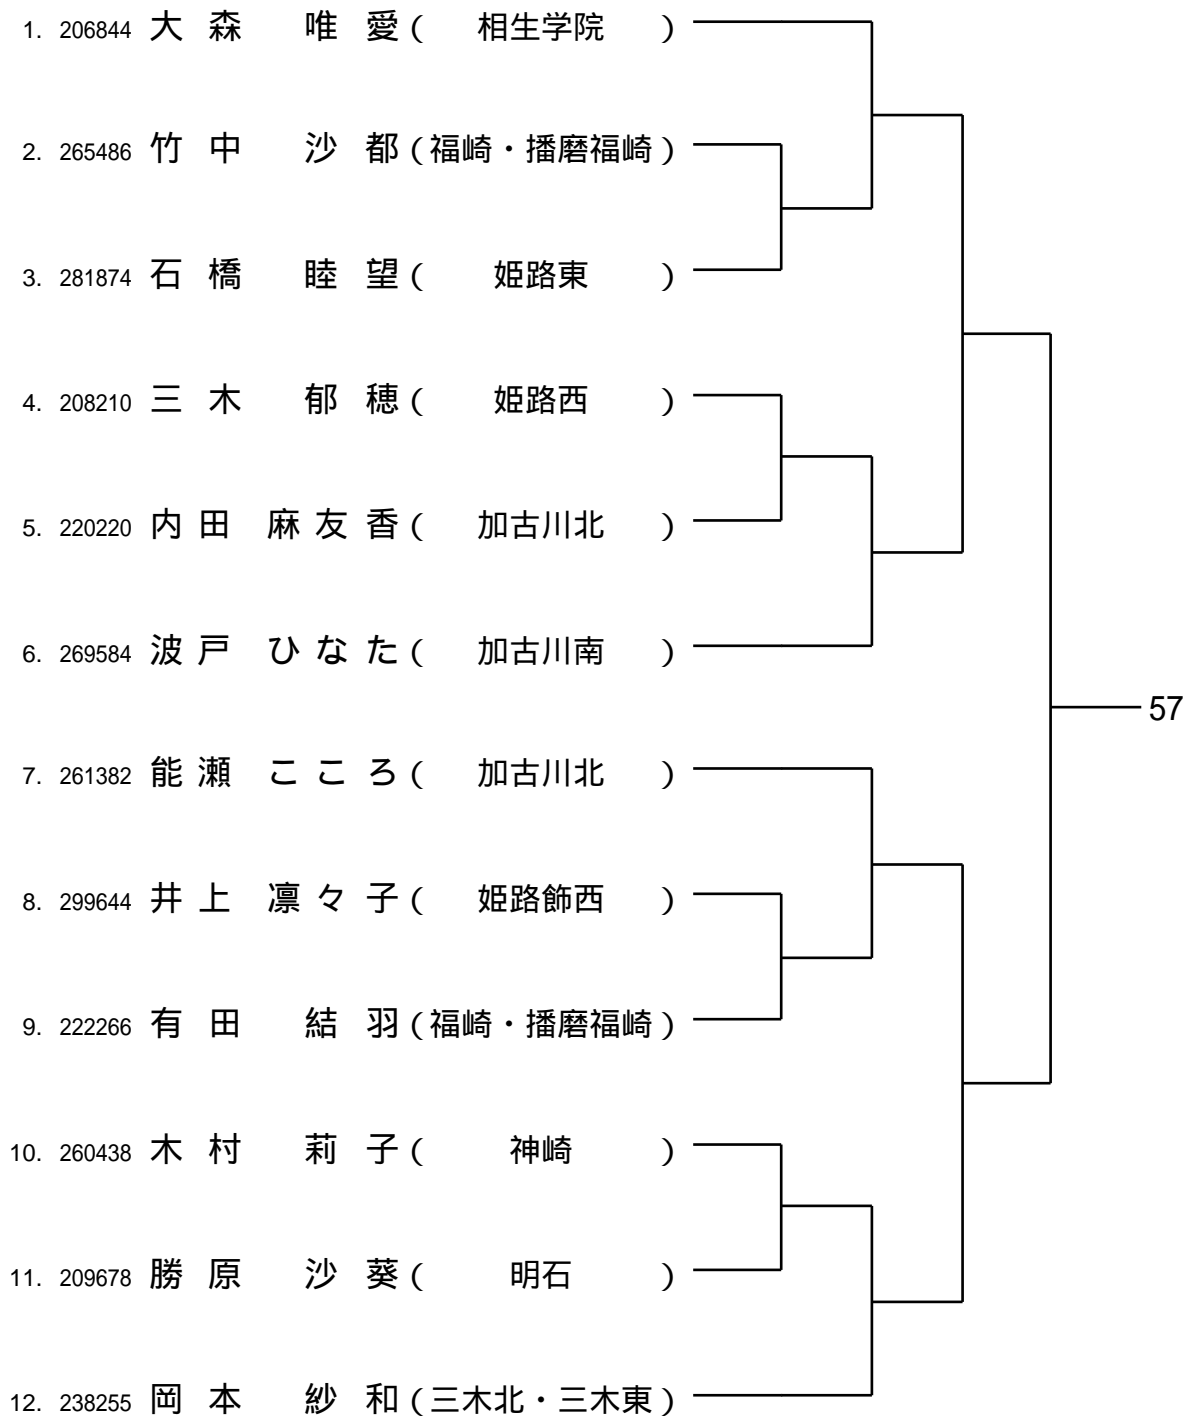 1. 206844 大森 唯愛 ( 相生学院 )
2. 265486 竹中 沙都 (福崎・播磨福崎)
3. 281874 石橋 睦望 ( 姫路東 )
4. 208210 三木 郁穂 ( 姫路西 )
5. 220220 内田 麻友香 ( 加古川北 )
6. 269584 波戸 ひなた ( 加古川南 )
57
7. 261382 能瀬 こころ ( 加古川北 )
8. 299644 井上 凛々子 ( 姫路飾西 )
9. 222266 有田 結羽 (福崎・播磨福崎)
10. 260438 木村 莉子 ( 神崎 )
11. 209678 勝原 沙葵 ( 明石 )
12. 238255 岡本 紗和 (三木北・三木東)